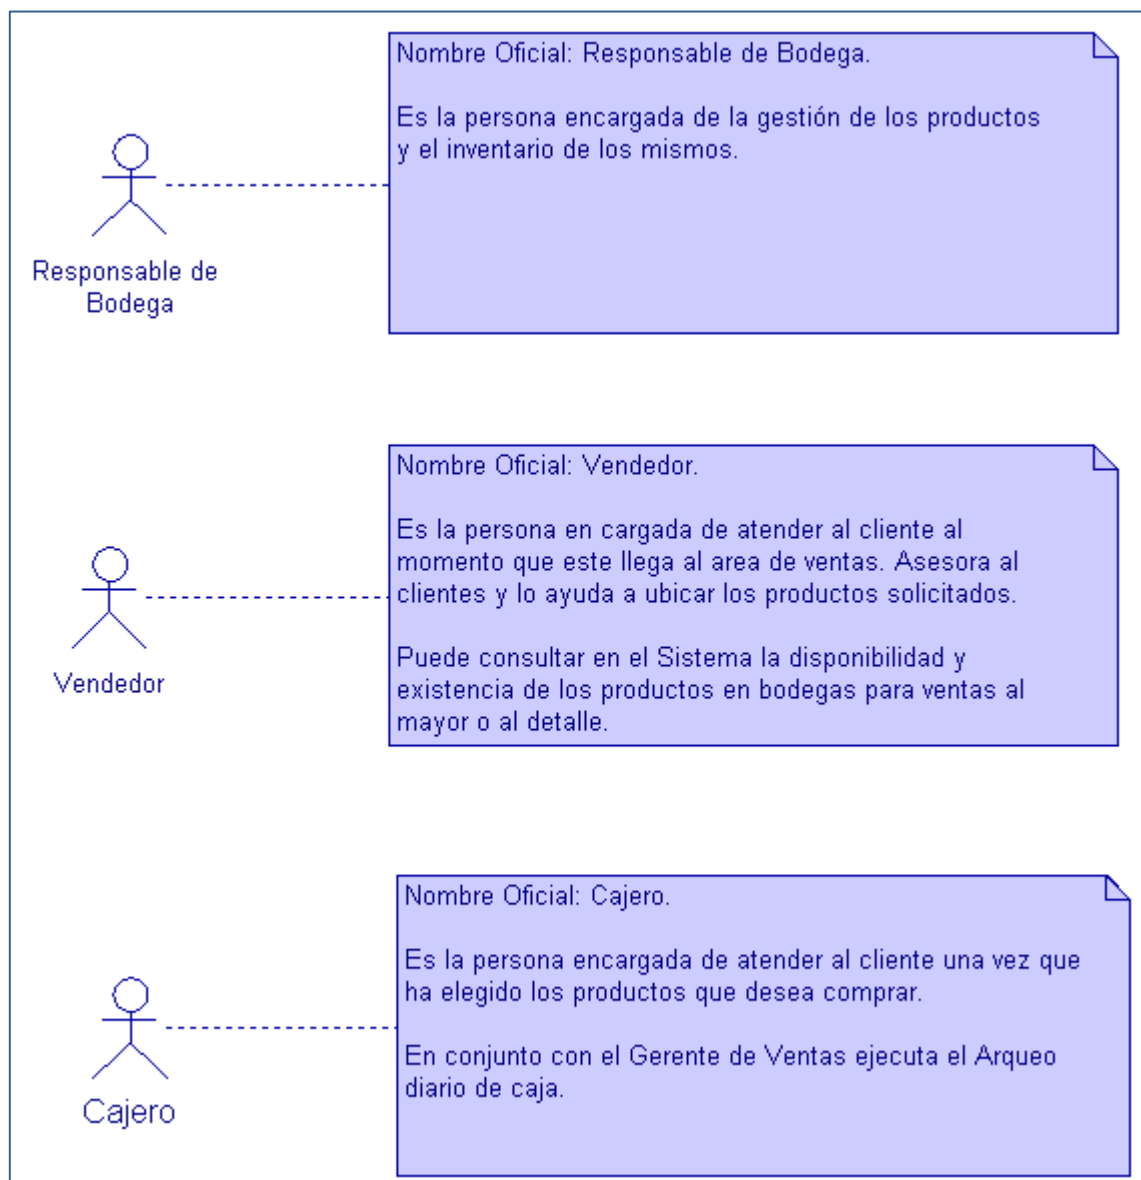 Nombre Oficial: Responsable de Bodega.
Es la persona encargada de la gestión de los productos
y el inventario de los mismos.
Responsable de
Bodega
Nombre Oficial: Vendedor.
Es la persona en cargada de atender al cliente al
momento que este llega al area de ventas. Asesora al
clientes y lo ayuda a ubicar los productos solicitados.
Puede consultar en el Sistema la disponibilidad y
existencia de los productos en bodegas para ventas al
mayor o al detalle.
Vendedor
Nombre Oficial: Cajero.
Es la persona encargada de atender al cliente una vez que
ha elegido los productos que desea comprar.
En conjunto con el Gerente de Ventas ejecuta el Arqueo
diario de caja.
Cajero